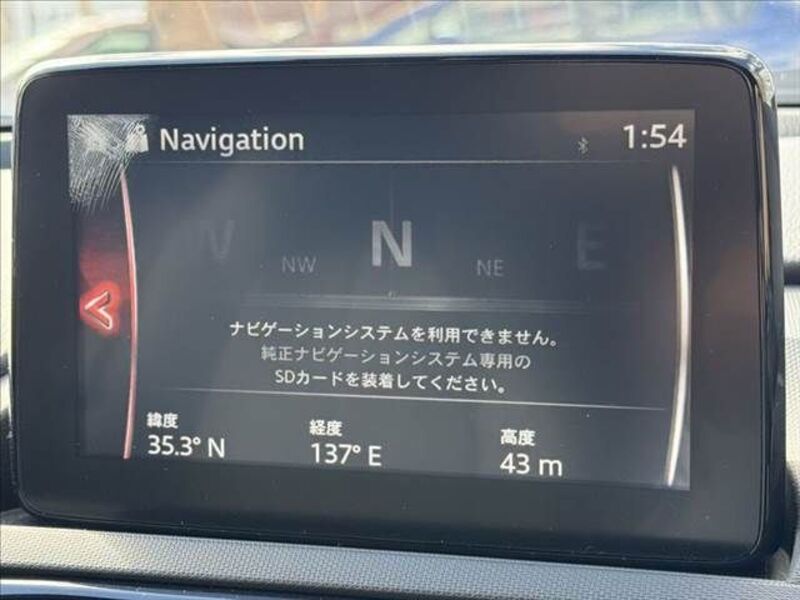 Navigation
1:54
W
NW
N
NE
E
ナビゲーションシステムを利用できません。
純正ナビゲーションシステム専用の
SDカードを装着してください。
緯度
35.3° N
経度
137° E
高度
43 m